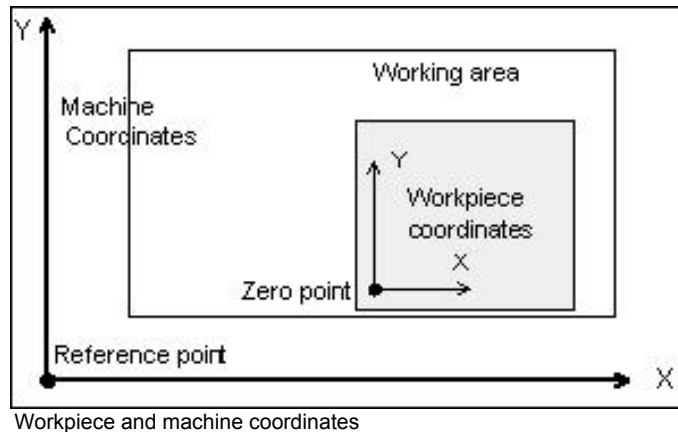 Y
Working area
Machine
Coordinates
Y
Workpiece
coordinates
X
Zero point
Reference point
X
Workpiece and machine coordinates